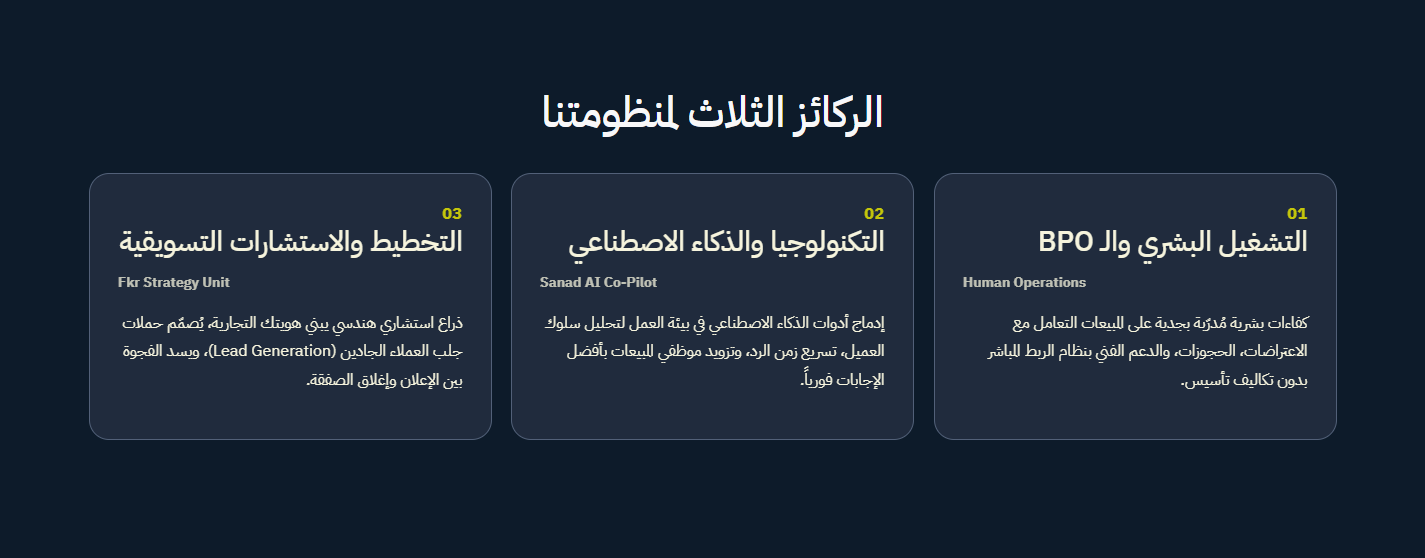 الركائز الثلاث لمنظومتنا
01
التشغيل البشري والـ BPO
Human Operations
كفاءات بشرية مُدرّبة بجدية على المبيعات التعامل مع
الاعتراضات، الحجوزات، والدعم الفني بنظام الربط المباشر
بدون تكاليف تأسيس.
02
التكنولوجيا والذكاء الاصطناعي
Sanad AI Co-Pilot
إدماج أدوات الذكاء الاصطناعي في بيئة العمل لتحليل سلوك
العميل، تسريع زمن الرد، وتزويد موظفي المبيعات بأفضل
الإجابات فوراً.
03
التخطيط والاستشارات التسويقية
Fkr Strategy Unit
ذراع استشاري هندسي يبني هويتك التجارية، يُصمّم حملات
جلب العملاء الجادين (Lead Generation)، ويسد الفجوة
بين الإعلان وإغلاق الصفقة.